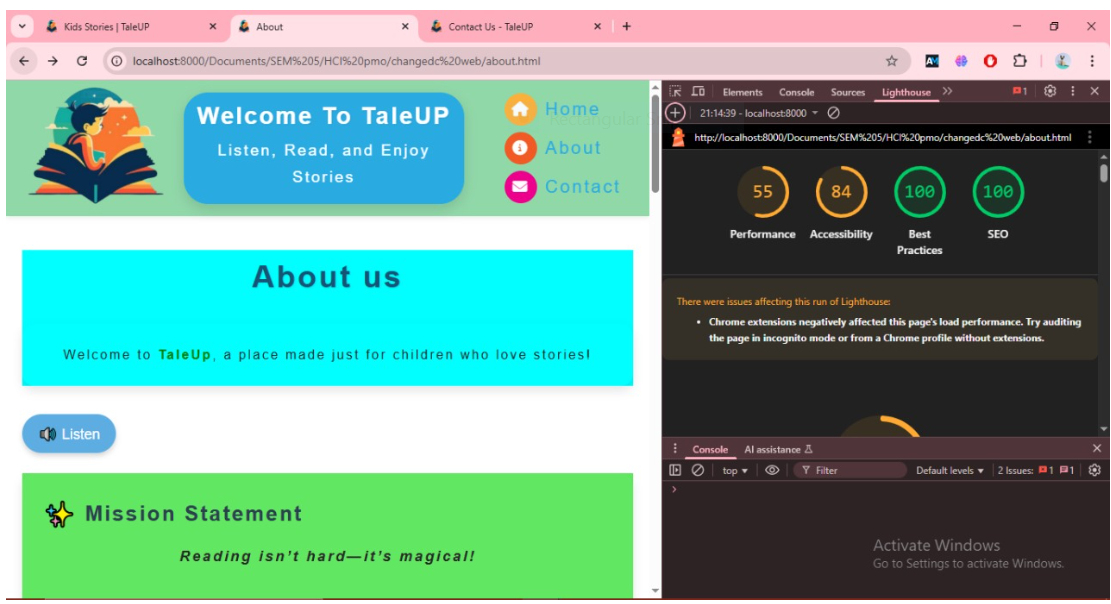 Kids Stories | TaleUP
About
Contact Us - TaleUP
localhost:8000/Documents/SEM%205/HCI%20pmo/changedc%20web/about.html
Welcome To TaleUP
Listen, Read, and Enjoy
Stories
Home
Rectangular
About
Contact
About us
Welcome to TaleUp, a place made just for children who love stories!
Listen
Mission Statement
Reading isn't hard—it's magical!
Elements Console Sources Lighthouse 1
21:14:39 - localhost:8000
http://localhost:8000/Documents/SEM%205/HCI%20pmo/changedc%20web/about.html
55 84 100 100
Performance Accessibility Best Practices SEO
There were issues affecting this run of Lighthouse:
• Chrome extensions negatively affected this page's load performance. Try auditing
the page in incognito mode or from a Chrome profile without extensions.
Console AI assistance
top Filter Default levels 2 Issues: 1 1
Activate Windows
Go to Settings to activate Windows.